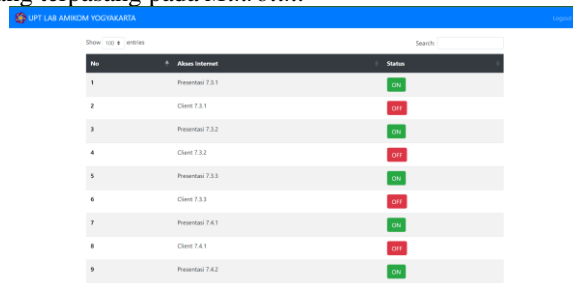 terpasang pada
UPT LAB AMIKOM YOGYAKARTA Logout
Show 100 entries Search:
No Akses Internet Status
1 Presentasi 7.3.1 ON
2 Client 7.3.1 OFF
3 Presentasi 7.3.2 ON
4 Client 7.3.2 OFF
5 Presentasi 7.3.3 ON
6 Client 7.3.3 OFF
7 Presentasi 7.4.1 ON
8 Client 7.4.1 OFF
9 Presentasi 7.4.2 ON